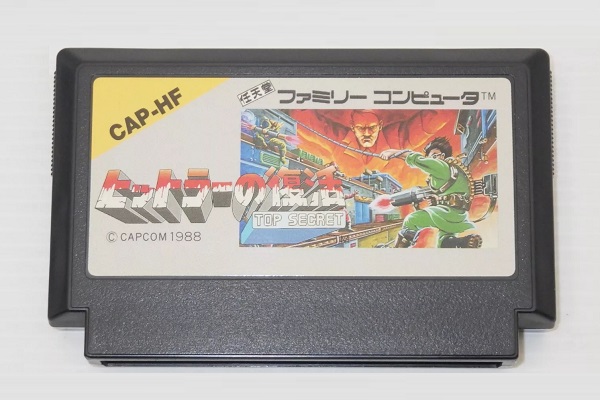 CAP-HF
任天堂 ファミリーコンピュータ™
ヒットラーの復活
TOP SECRET
© CAPCOM 1988